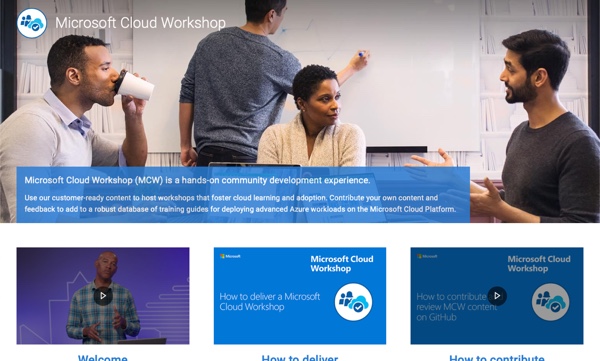 Microsoft Cloud Workshop
Microsoft Cloud Workshop (MCW) is a hands-on community development experience.
Use our customer-ready content to host workshops that foster cloud learning and adoption. Contribute your own content and
feedback to add to a robust database of training guides for deploying advanced Azure workloads on the Microsoft Cloud Platform.
Microsoft
Microsoft Cloud
Workshop
How to deliver a Microsoft
Cloud Workshop
Microsoft
Microsoft Cloud
Workshop
How to contribute
review MCW content
on GitHub
Welcome
How to deliver
How to contribute